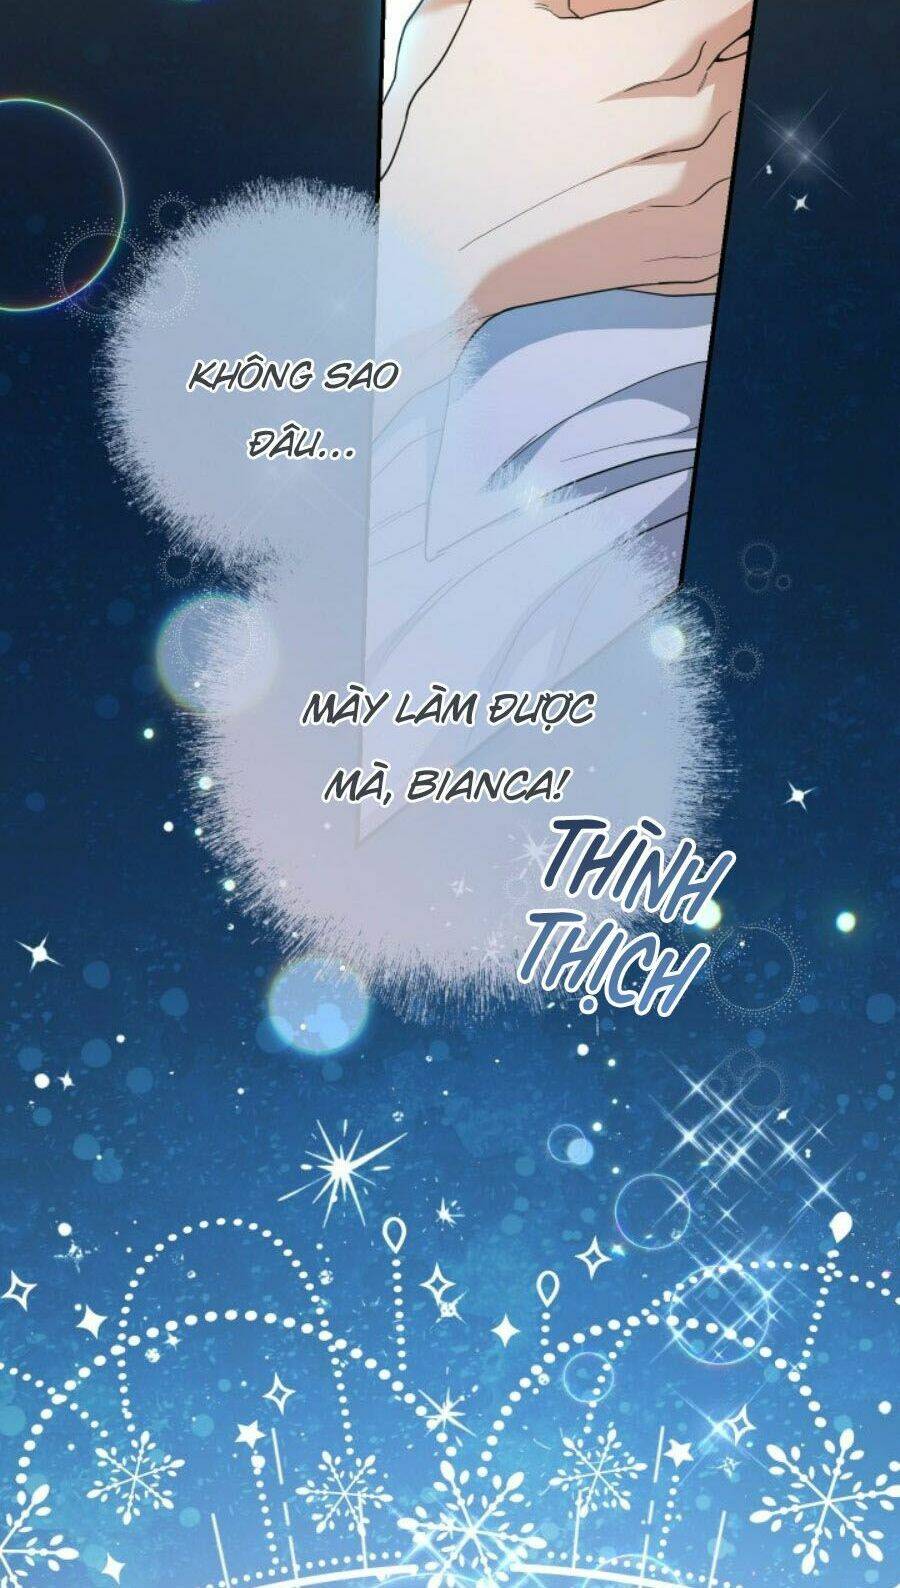 KHÔNG SAO
ĐÂU...
MÀY LÀM ĐƯỢC
MÀ, BIANCA!
THÌNH
THỊCH